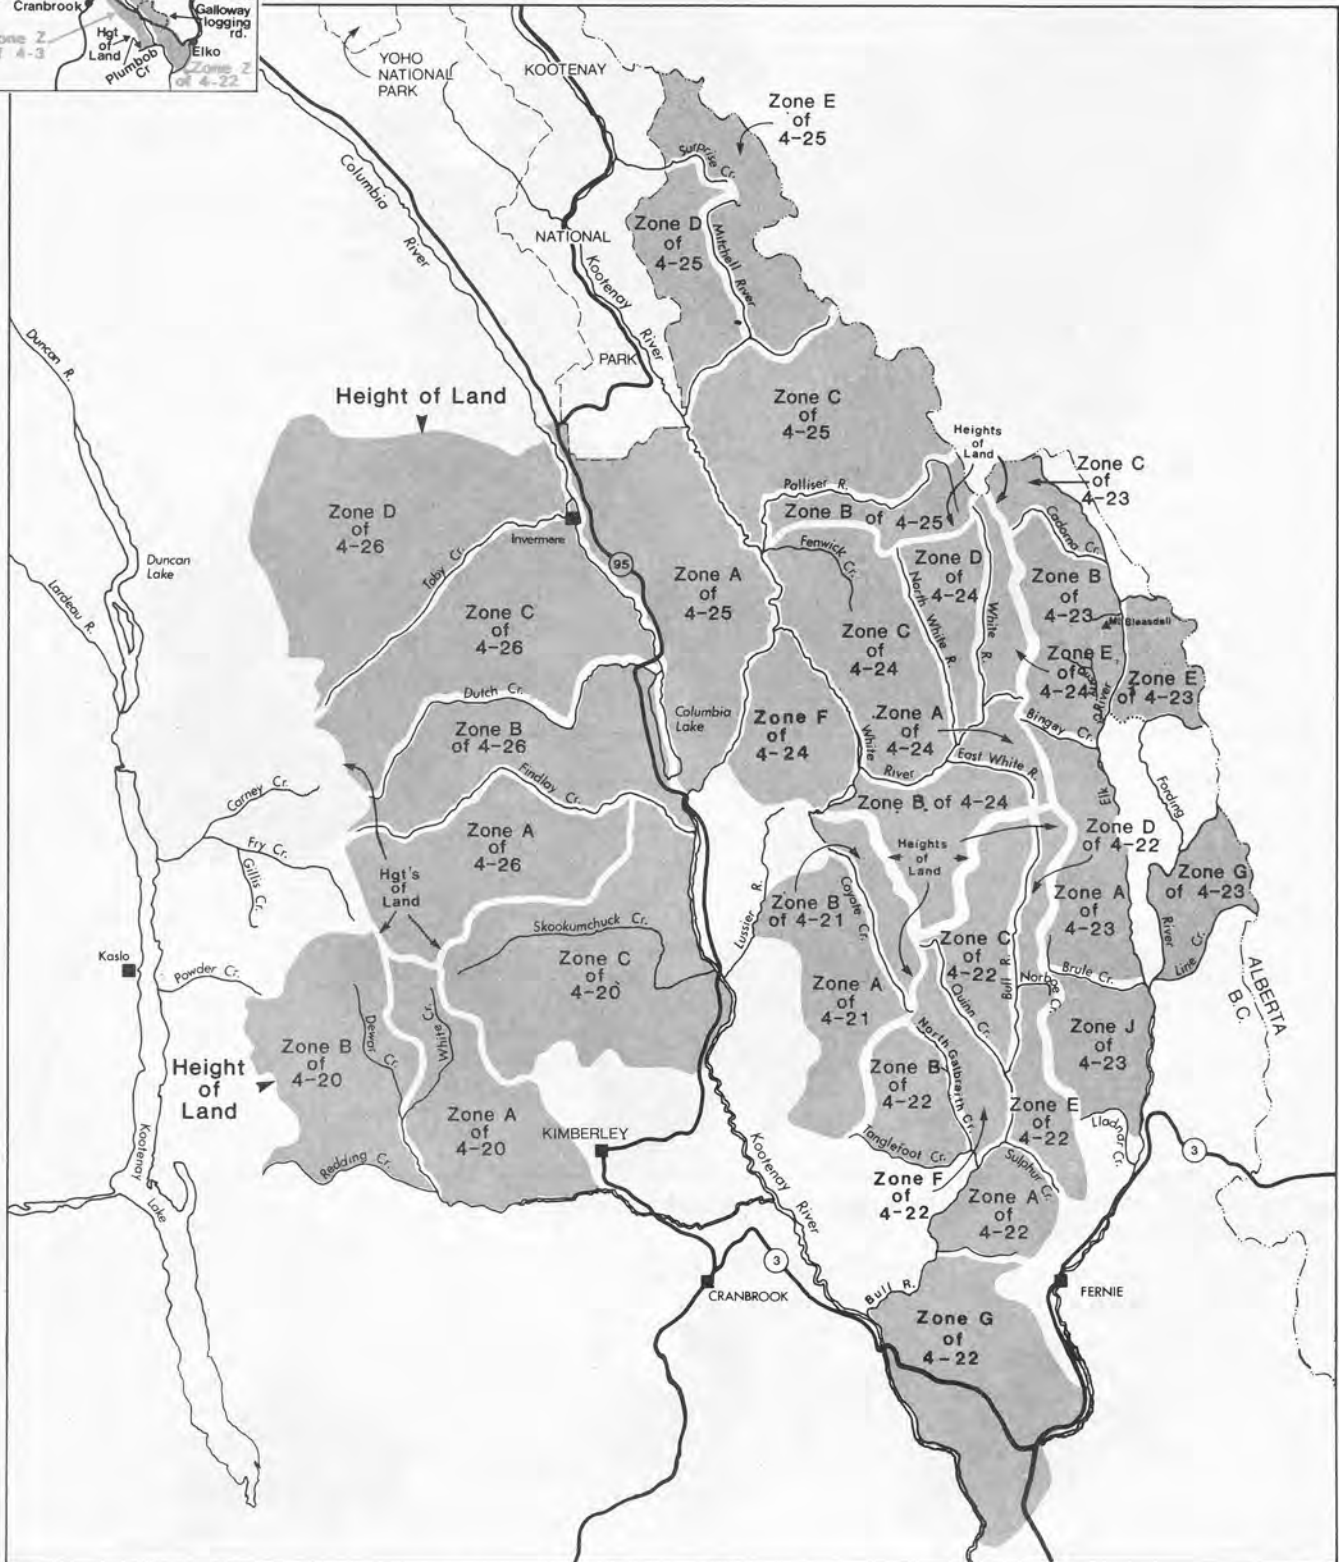 Cranbrook
Galloway
logging
rd.
Hgt
of
Land
Elko
Plumbob
Cr
Zone Z
of 4-22
4-3
YOHO
NATIONAL
PARK
KOOTENAY
Zone E
of
4-25
Surprise Cr.
Columbia
River
Zone D
of
4-25
NATIONAL
Mitchell River
Kootenay
River
Duncan R.
PARK
Height of Land
Zone C
of
4-25
Heights
of
Land
Zone C
of
4-23
Palliser R.
Zone B of 4-25
Cadorna Cr.
Zone D
of
4-26
Invermere
Toby Cr.
Fenwick
Cr.
Zone D
of
4-24
95
Duncan
Lake
Zone A
of
4-25
Zone B
of
4-23
Lardeau R.
North White R.
White R.
Mt Bleasdell
Zone C
of
4-26
Zone C
of
4-24
Zone E
of
4-24
River
Zone E
of 4-23
Dutch Cr.
Columbia
Lake
Zone F
of
4-24
Zone A
of
4-24
Bingay Cr.
Zone B
of 4-26
White
River
East White R.
Findlay Cr.
Elk
Fording
Carney Cr.
Zone B of 4-24
Zone A
of
4-26
Zone D
of 4-22
Fry Cr.
Heights
of
Land
Gillis Cr.
Hgt's
of
Land
Zone G
of 4-23
Zone B
of 4-21
Coyote Cr.
Zone A
of
4-23
Lussier R.
Skookumchuck Cr.
Zone C
of
4-22
River
Line Cr.
Kaslo
Powder Cr.
Zone C
of
4-20
Bull R.
Norboe Cr.
Brule Cr.
ALBERTA
B.C.
Zone A
of
4-21
Quinn Cr.
Dewar Cr.
White Cr.
Zone J
of
4-23
Zone B
of
4-20
North Galbraith Cr.
Height
of
Land
Zone B
of
4-22
Zone A
of
4-20
Zone E
of
4-22
KIMBERLEY
Lladnar Cr.
Kootenay
Lake
Tanglefoot Cr.
3
Redding Cr.
Kootenay
River
Sulphur Cr.
Zone F
of
4-22
Zone A
of
4-22
3
CRANBROOK
Bull R.
FERNIE
Zone G
of
4-22